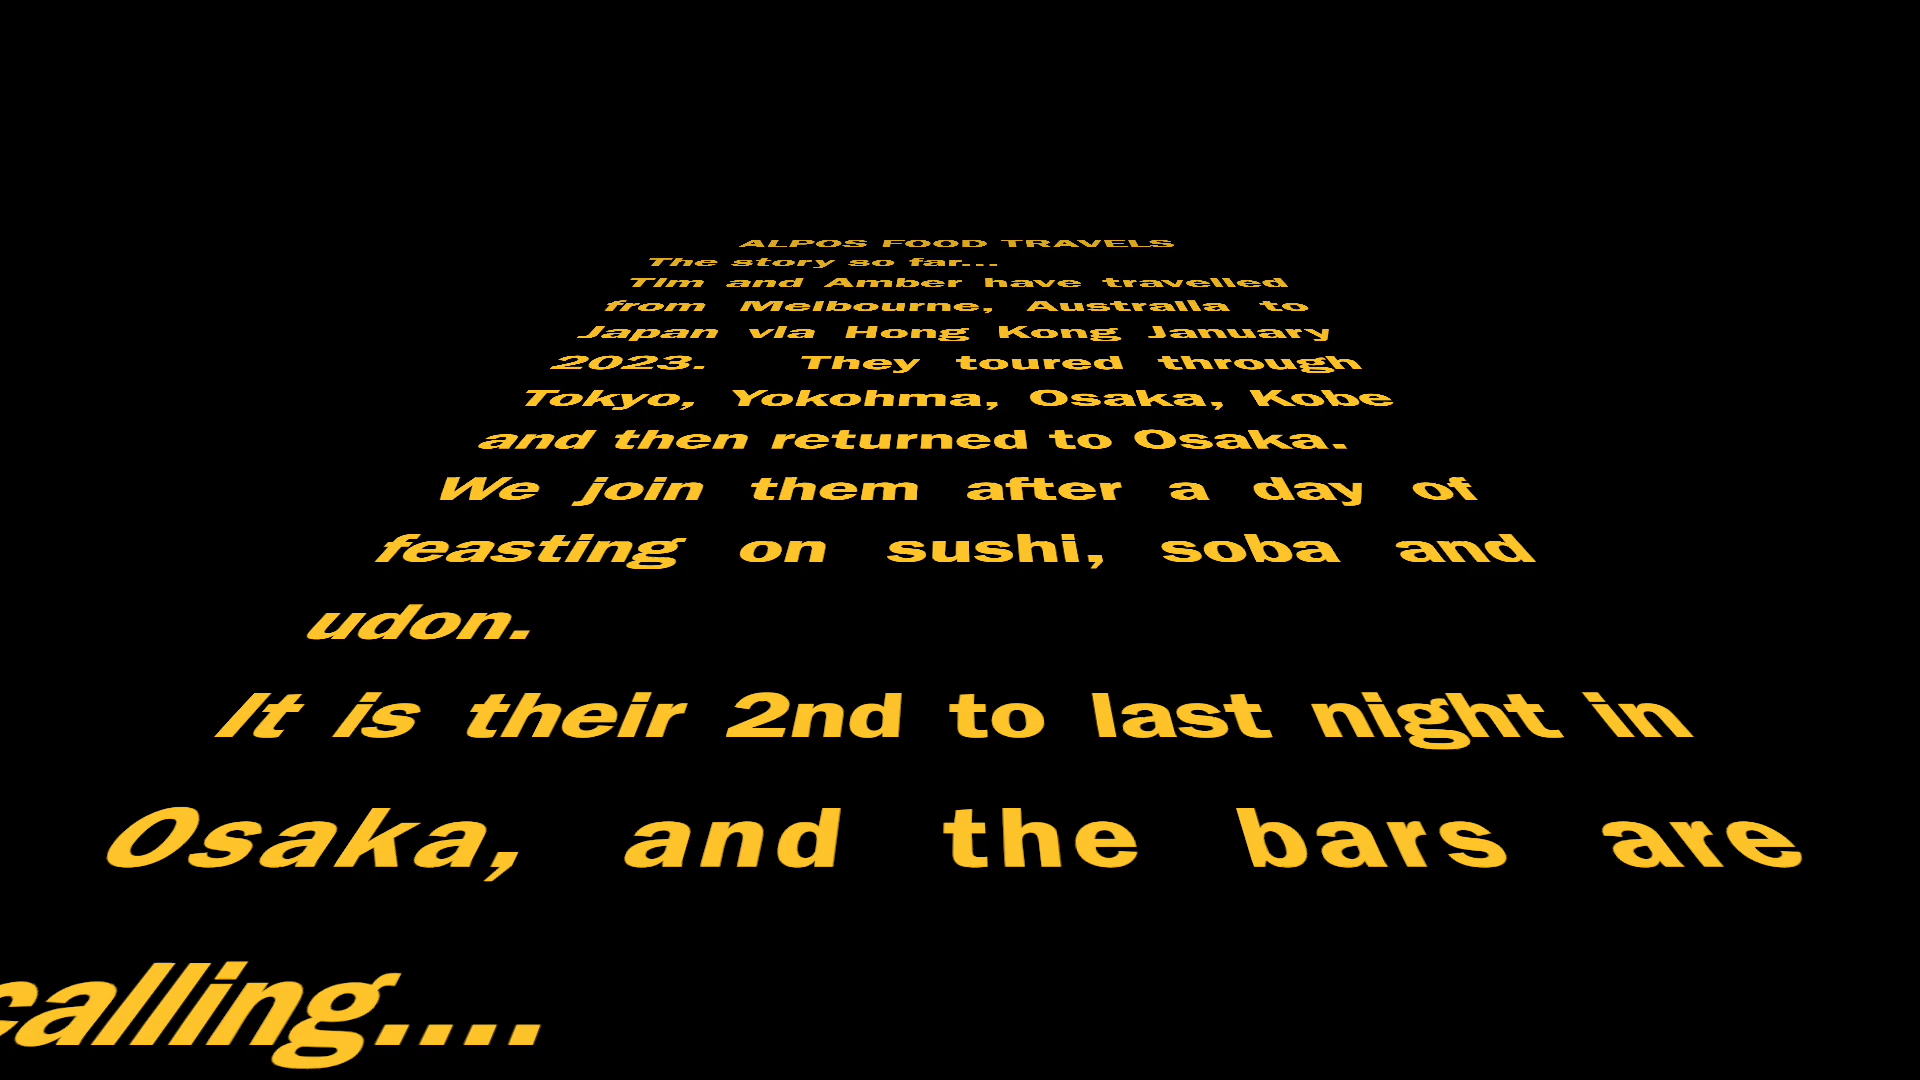 ALPOS FOOD TRAVELS
The story so far...
Tim and Amber have travelled
from Melbourne, Australia to
Japan via Hong Kong January
2023. They toured through
Tokyo, Yokohma, Osaka, Kobe
and then returned to Osaka.
We join them after a day of
feasting on sushi, soba and
udon.
It is their 2nd to last night in
Osaka, and the bars are
calling....